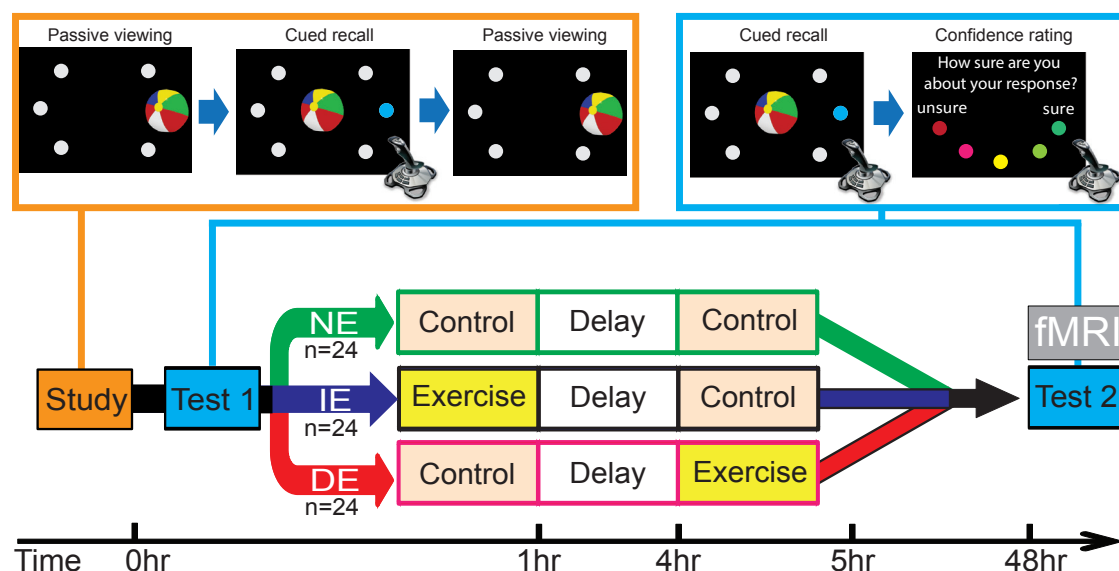 Passive viewing
Cued recall
Passive viewing
Cued recall
Confidence rating
How sure are you
about your response?
unsure
sure
NE
n=24
Control
Delay
Control
fMRI
Study
Test 1
IE
n=24
Exercise
Delay
Control
Test 2
DE
n=24
Control
Delay
Exercise
Time
0hr
1hr
4hr
5hr
48hr